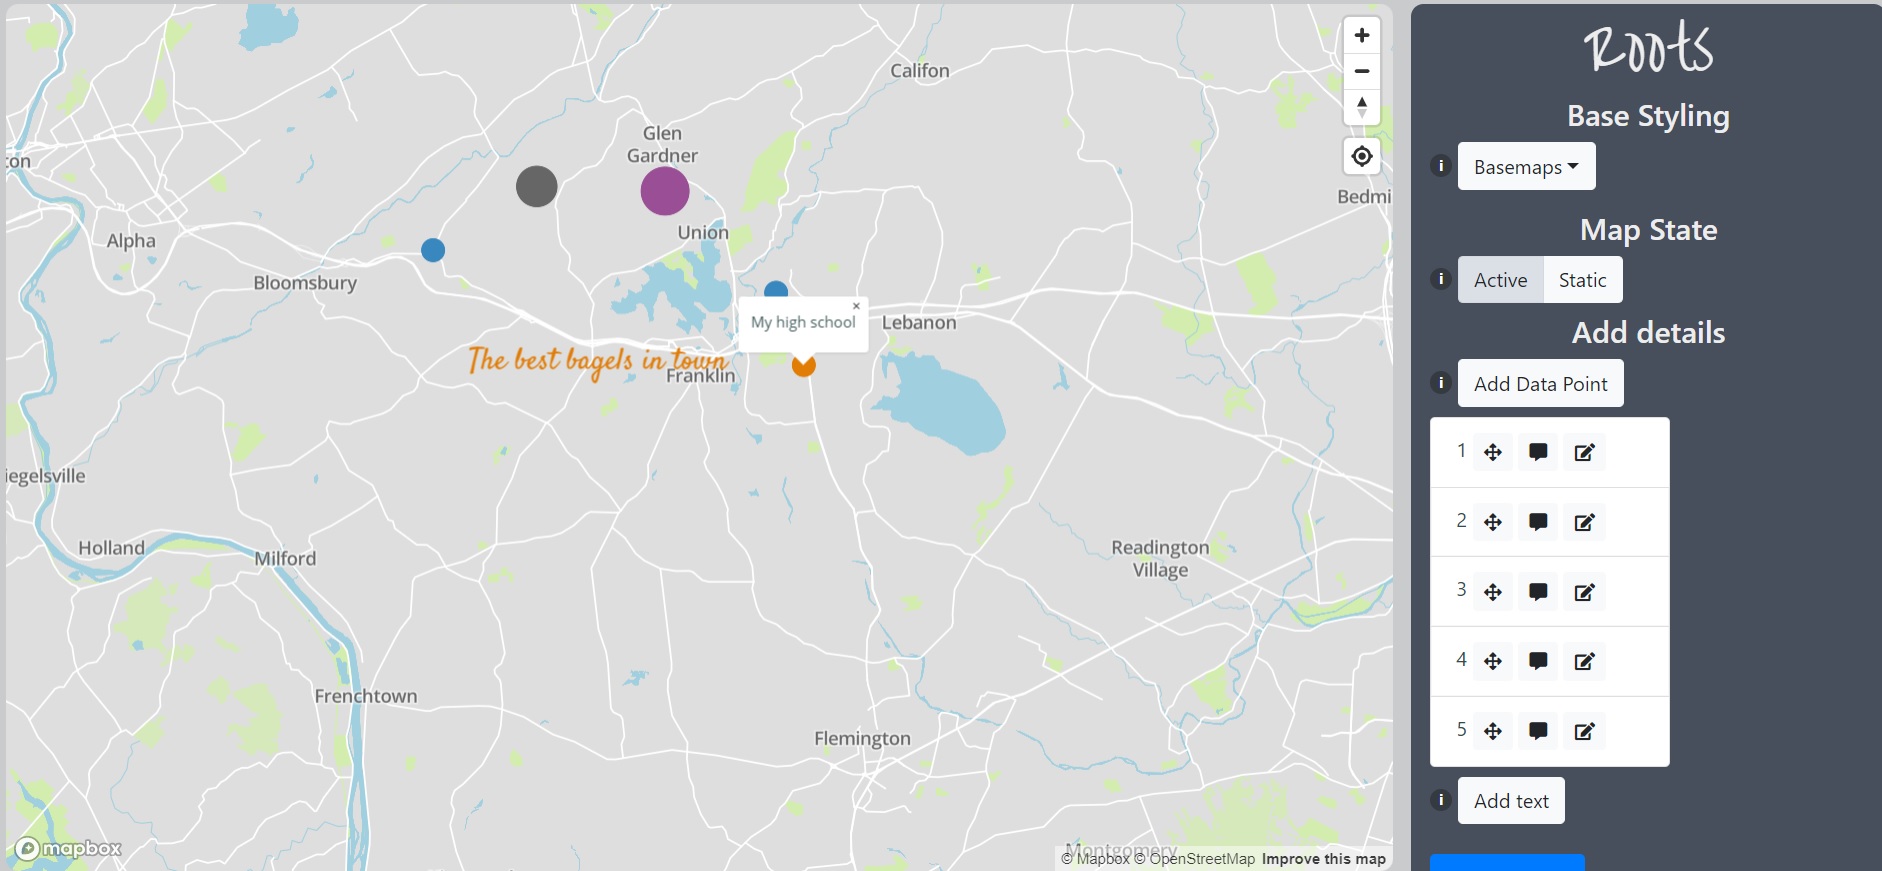 Califon
Glen
Gardner
ton
Bedmi
Union
Alpha
Bloomsbury
×
My high school
Lebanon
The best bagels in town
Franklin
iegelsville
Holland
Milford
Readington
Village
Frenchtown
Flemington
Montgomery
mapbox
© Mapbox © OpenStreetMap Improve this map
Roots
Base Styling
i Basemaps
Map State
i Active Static
Add details
i Add Data Point
1
2
3
4
5
i Add text